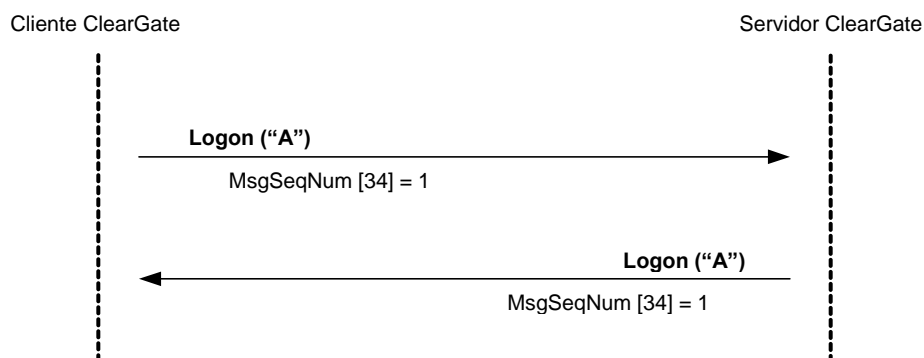 Cliente ClearGate
Servidor ClearGate
Logon (“A”)
MsgSeqNum [34] = 1
Logon (“A”)
MsgSeqNum [34] = 1